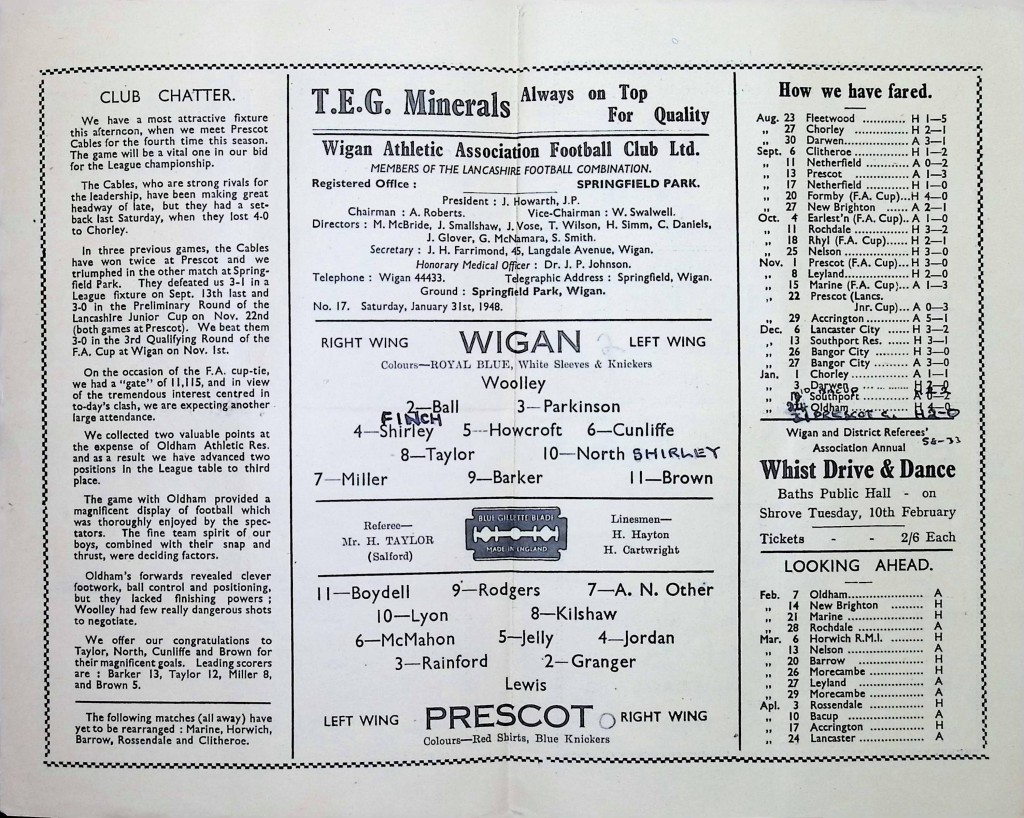 CLUB CHATTER.
We have a most attractive fixture
this afternoon, when we meet Prescot
Cables for the fourth time this season.
The game will be a vital one in our bid
for the League championship.
The Cables, who are strong rivals for
the leadership, have been making great
headway of late, but they had a set-
back last Saturday, when they lost 4-0
to Chorley.
In three previous games, the Cables
have won twice at Prescot and we
triumphed in the other match at Spring-
field Park. They defeated us 3-1 in a
League fixture on Sept. 13th last and
3-0 in the Preliminary Round of the
Lancashire Junior Cup on Nov. 22nd
(both games at Prescot). We beat them
3-0 in the 3rd Qualifying Round of the
F.A. Cup at Wigan on Nov. 1st.
On the occasion of the F.A. cup-tie,
we had a "gate" of 11,115, and in view
of the tremendous interest centred in
to-day's clash, we are expecting another
large attendance.
We collected two valuable points at
the expense of Oldham Athletic Res.
and as a result we have advanced two
positions in the League table to third
place.
The game with Oldham provided a
magnificent display of football which
was thoroughly enjoyed by the spec-
tators. The fine team spirit of our
boys, combined with their snap and
thrust, were deciding factors.
Oldham's forwards revealed clever
footwork, ball control and positioning,
but they lacked finishing powers;
Woolley had few really dangerous shots
to negotiate.
We offer our congratulations to
Taylor, North, Cunliffe and Brown for
their magnificent goals. Leading scorers
are : Barker 13, Taylor 12, Miller 8,
and Brown 5.
The following matches (all away) have
yet to be rearranged : Marine, Horwich,
Barrow, Rossendale and Clitheroe.
T.E.G. Minerals Always on Top
For Quality
Wigan Athletic Association Football Club Ltd.
MEMBERS OF THE LANCASHIRE FOOTBALL COMBINATION.
Registered Office : SPRINGFIELD PARK.
President : J. Howarth, J.P.
Chairman : A. Roberts. Vice-Chairman : W. Swalwell.
Directors : M. McBride, J. Smallshaw, J. Vose, T. Wilson, H. Simm, C. Daniels,
J. Glover, G. McNamara, S. Smith.
Secretary : J. H. Farrimond, 45, Langdale Avenue, Wigan.
Honorary Medical Officer : Dr. J. P. Johnson.
Telephone : Wigan 44433. Telegraphic Address : Springfield, Wigan.
Ground : Springfield Park, Wigan.
No. 17. Saturday, January 31st, 1948.
RIGHT WING WIGAN 2 LEFT WING
Colours—ROYAL BLUE, White Sleeves & Knickers
Woolley
2—Ball 3—Parkinson
FINCH
4—Shirley 5—Howcroft 6—Cunliffe
8—Taylor 10—North SHIRLEY
7—Miller 9—Barker 11—Brown
Referee—
Mr. H. TAYLOR
(Salford)
BLUE GILLETTE BLADE
MADE IN ENGLAND
Linesmen—
H. Hayton
H. Cartwright
11—Boydell 9—Rodgers 7—A. N. Other
10—Lyon 8—Kilshaw
6—McMahon 5—Jelly 4—Jordan
3—Rainford 2—Granger
Lewis
LEFT WING PRESCOT 0 RIGHT WING
Colours—Red Shirts, Blue Knickers
How we have fared.
Aug. 23 Fleetwood ........... H 1—5
„ 27 Chorley ............. H 2—1
„ 30 Darwen............... A 3—1
Sept. 6 Clitheroe ............ H 1—2
„ 11 Netherfield .......... A 0—2
„ 13 Prescot ............. A 1—3
„ 17 Netherfield .......... H 1—0
„ 20 Formby (F.A. Cup)... H 4—0
„ 27 New Brighton ........ A 2—1
Oct. 4 Earlest'n (F.A. Cup).. A 1—0
„ 11 Rochdale ............ H 3—2
„ 18 Rhyl (F.A. Cup)...... H 2—1
„ 25 Nelson .............. H 3—0
Nov. 1 Prescot (F.A. Cup)... H 3—0
„ 8 Leyland.............. H 2—0
„ 15 Marine (F.A. Cup)... A 1—3
„ 22 Prescot (Lancs.
Jnr. Cup)... A 0—3
„ 29 Accrington .......... A 5—1
Dec. 6 Lancaster City ...... H 3—2
„ 13 Southport Res. ...... H 3—1
„ 26 Bangor City ......... H 3—0
„ 27 Bangor City ......... A 3—0
Jan. 1 Chorley .............. A 1—1
„ 3 Darwen ............. H
Southport A
Oldham H 4—0
31 PRESCOT C. H 2-0
Wigan and District Referees'
58-33
Association Annual
Whist Drive & Dance
Baths Public Hall - on
Shrove Tuesday, 10th February
Tickets - - 2/6 Each
LOOKING AHEAD.
Feb. 7 Oldham............... A
„ 14 New Brighton ........ H
„ 21 Marine ............... H
„ 28 Rochdale ............. A
Mar. 6 Horwich R.M.I. ....... H
„ 13 Nelson ............... A
„ 20 Barrow ............... H
„ 26 Morecambe ............ H
„ 27 Leyland .............. A
„ 29 Morecambe ............ A
Apl. 3 Rossendale ........... H
„ 10 Bacup ................ A
„ 17 Accrington ........... H
„ 24 Lancaster ............ A